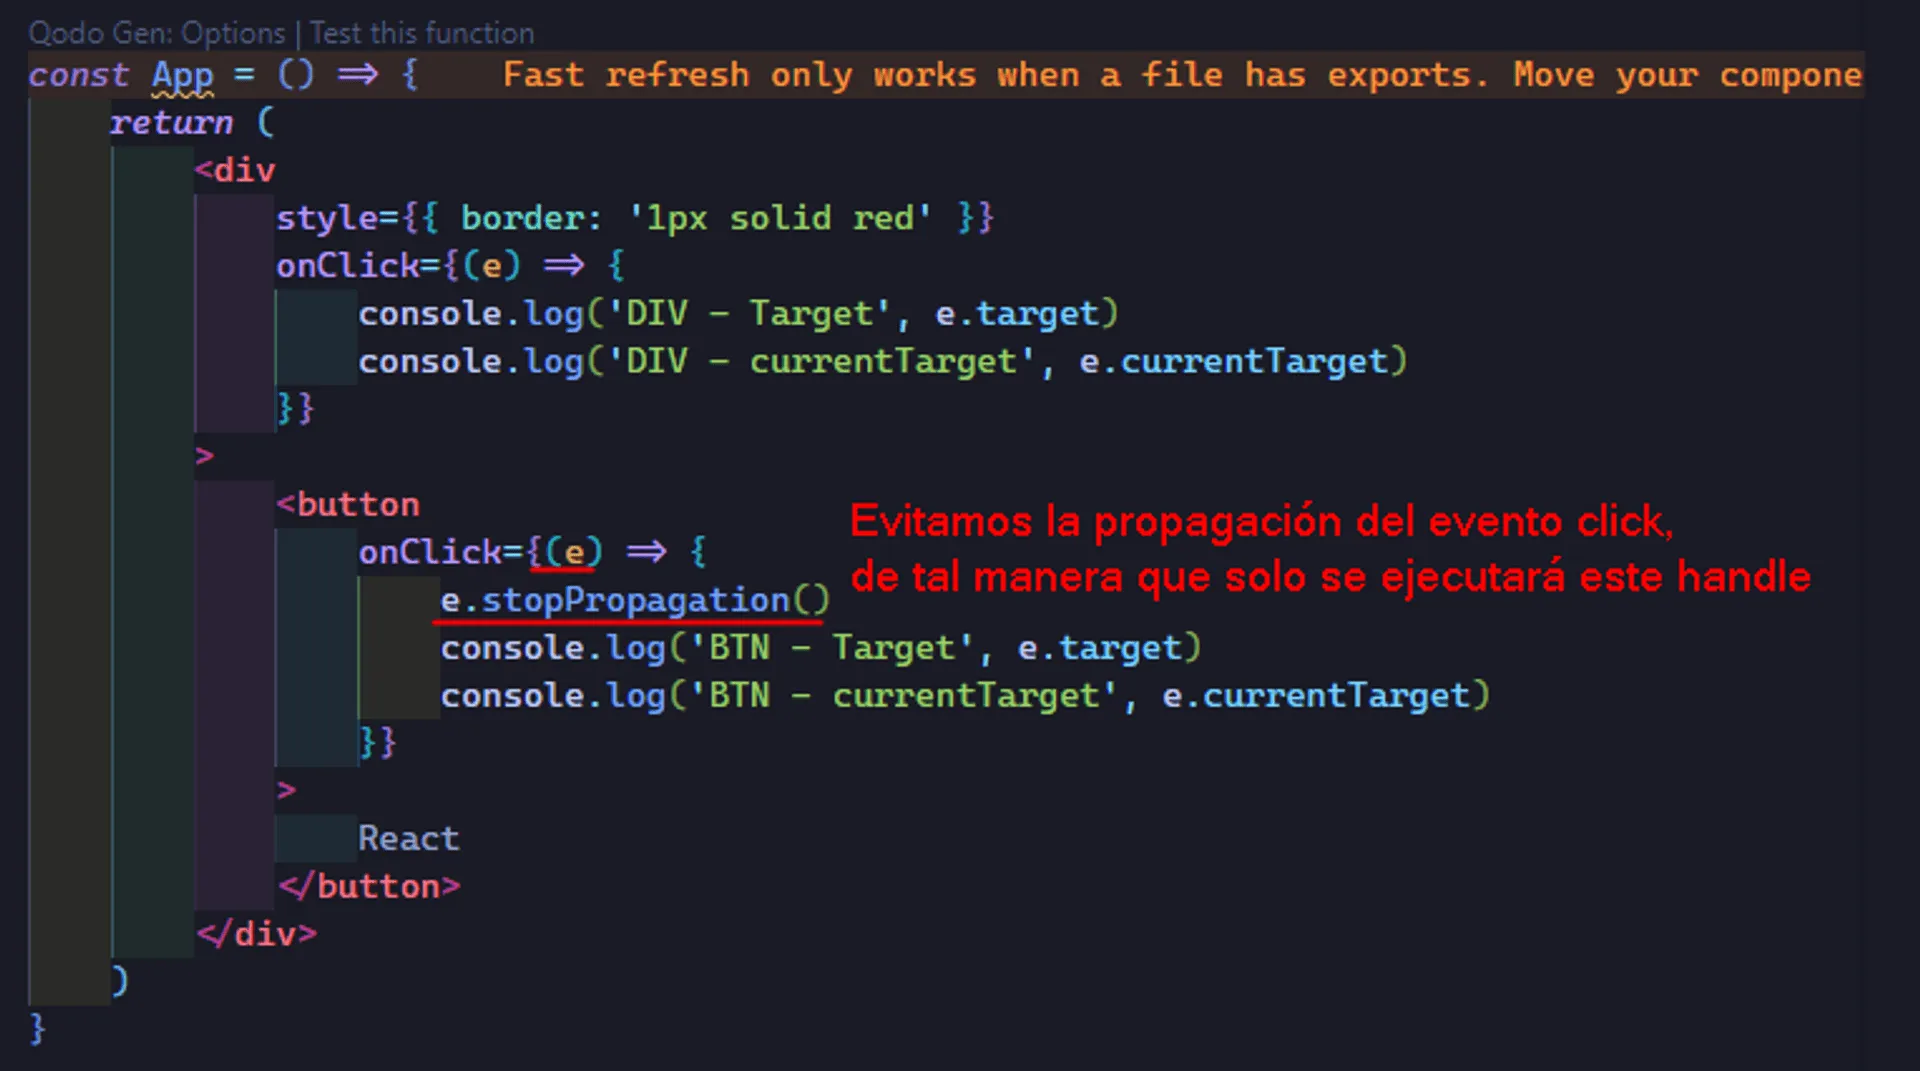 Qodo Gen: Options | Test this function
const App = () => {    Fast refresh only works when a file has exports. Move your compone
return (
<div
style={{ border: '1px solid red' }}
onClick={(e) => {
console.log('DIV - Target', e.target)
console.log('DIV - currentTarget', e.currentTarget)
}}
>
<button
onClick={(e) => {
Evitamos la propagación del evento click,
de tal manera que solo se ejecutará este handle
e.stopPropagation()
console.log('BTN - Target', e.target)
console.log('BTN - currentTarget', e.currentTarget)
}}
>
React
</button>
</div>
)
}